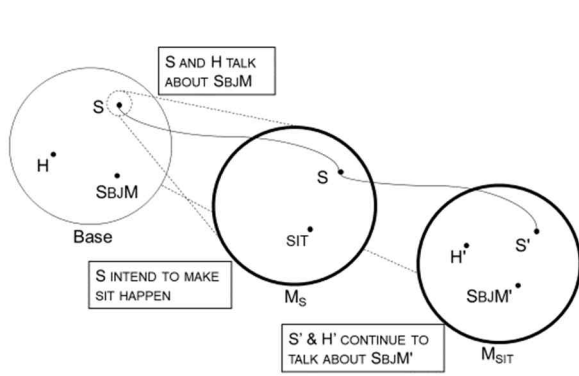 S AND H TALK
ABOUT SBJM
S
H
SBJM
Base
S
SIT
MS
S INTEND TO MAKE
SIT HAPPEN
H'
S'
SBJM'
MSIT
S' & H' CONTINUE TO
TALK ABOUT SBJM'